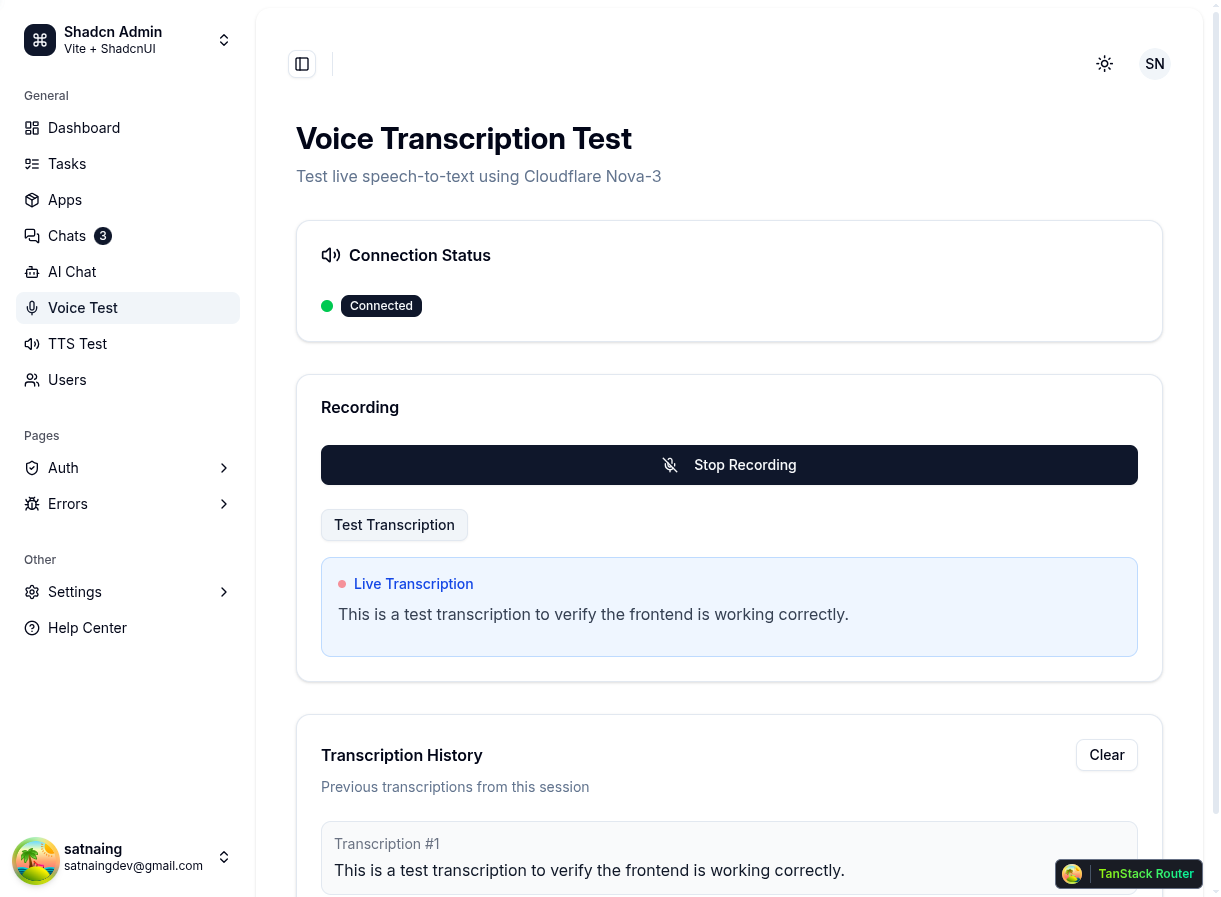 Shadcn Admin
Vite + ShadcnUI
General
Dashboard
Tasks
Apps
Chats 3
AI Chat
Voice Test
TTS Test
Users
Pages
Auth
Errors
Other
Settings
Help Center
satnaing
satnaingdev@gmail.com
SN
Voice Transcription Test
Test live speech-to-text using Cloudflare Nova-3
Connection Status
Connected
Recording
Stop Recording
Test Transcription
Live Transcription
This is a test transcription to verify the frontend is working correctly.
Transcription History
Clear
Previous transcriptions from this session
Transcription #1
This is a test transcription to verify the frontend is working correctly.
TanStack Router